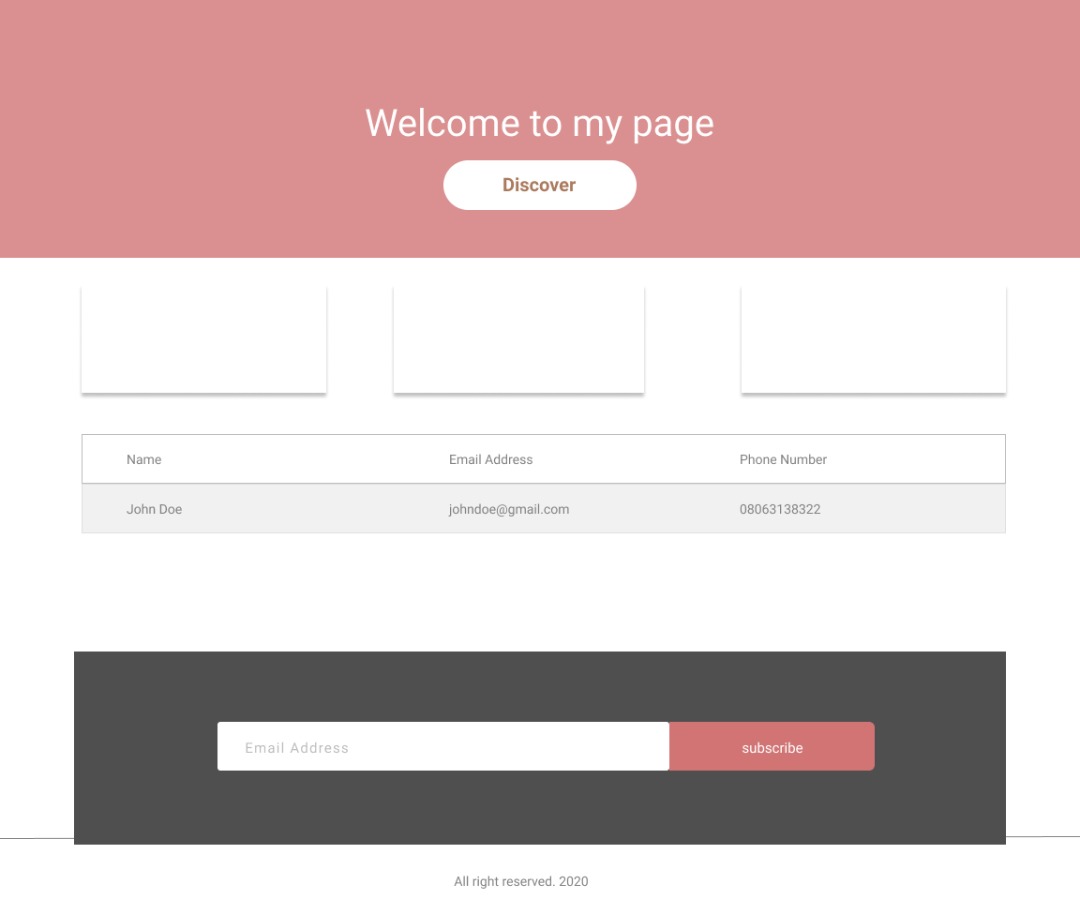 Welcome to my page
Discover
Name Email Address Phone Number
John Doe johndoe@gmail.com 08063138322
Email Address subscribe
All right reserved. 2020